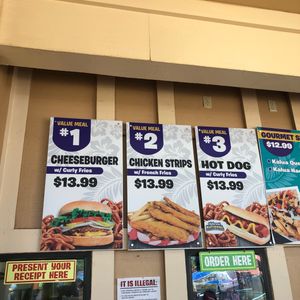 VALUE MEAL
#1
CHEESEBURGER
w/ Curly Fries
$13.99
VALUE MEAL
#2
CHICKEN STRIPS
w/ French Fries
$13.99
VALUE MEAL
#3
HOT DOG
w/ Curly Fries
$13.99
GOURMET
$12.99
Kalua
Kalua
PRESENT YOUR
RECEIPT HERE
IT IS ILLEGAL:
ORDER HERE